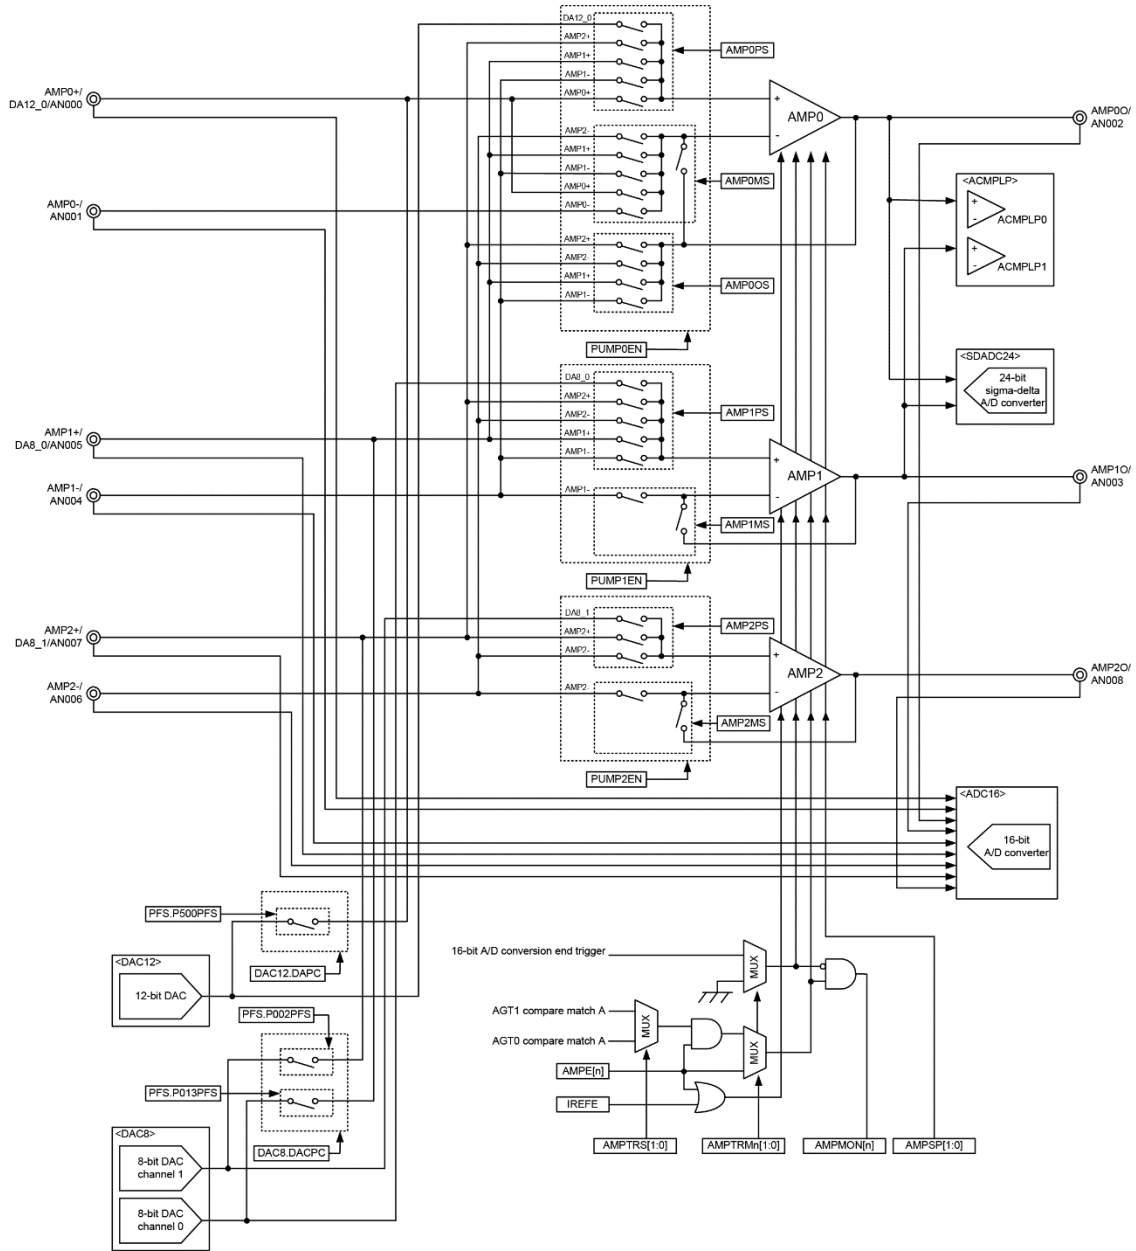 DA12_0
AMP2+
AMP1+
AMP1-
AMP0+
AMP0PS
AMP0+/
DA12_0/AN000
+
-
AMP0
AMP0O/
AN002
AMP2-
AMP1+
AMP1-
AMP0+
AMP0-
AMP0MS
AMP0-/
AN001
<ACMPLP>
+
-
ACMPLP0
+
-
ACMPLP1
AMP2+
AMP2-
AMP1+
AMP1-
AMP0OS
PUMP0EN
<SDADC24>
24-bit
sigma-delta
A/D converter
DA8_0
AMP2+
AMP2-
AMP1+
AMP1-
AMP1PS
AMP1+/
DA8_0/AN005
AMP1-/
AN004
+
-
AMP1
AMP1O/
AN003
AMP1-
AMP1MS
PUMP1EN
DA8_1
AMP2+
AMP2-
AMP2PS
AMP2+/
DA8_1/AN007
AMP2-/
AN006
+
-
AMP2
AMP2O/
AN008
AMP2-
AMP2MS
PUMP2EN
<ADC16>
16-bit
A/D converter
PFS.P500PFS
<DAC12>
12-bit DAC
DAC12.DAPC
16-bit A/D conversion end trigger
MUX
PFS.P002PFS
AGT1 compare match A
AGT0 compare match A
MUX
MUX
AMPE[n]
PFS.P013PFS
IREFE
<DAC8>
8-bit DAC
channel 1
DAC8.DACPC
8-bit DAC
channel 0
AMPTRS[1:0]
AMPTRMn[1:0]
AMPMON[n]
AMPSP[1:0]